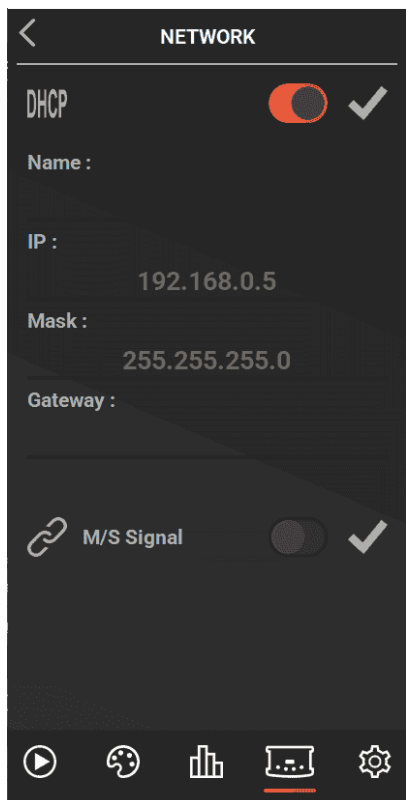 NETWORK
DHCP
Name :
IP :
192.168.0.5
Mask :
255.255.255.0
Gateway :
M/S Signal